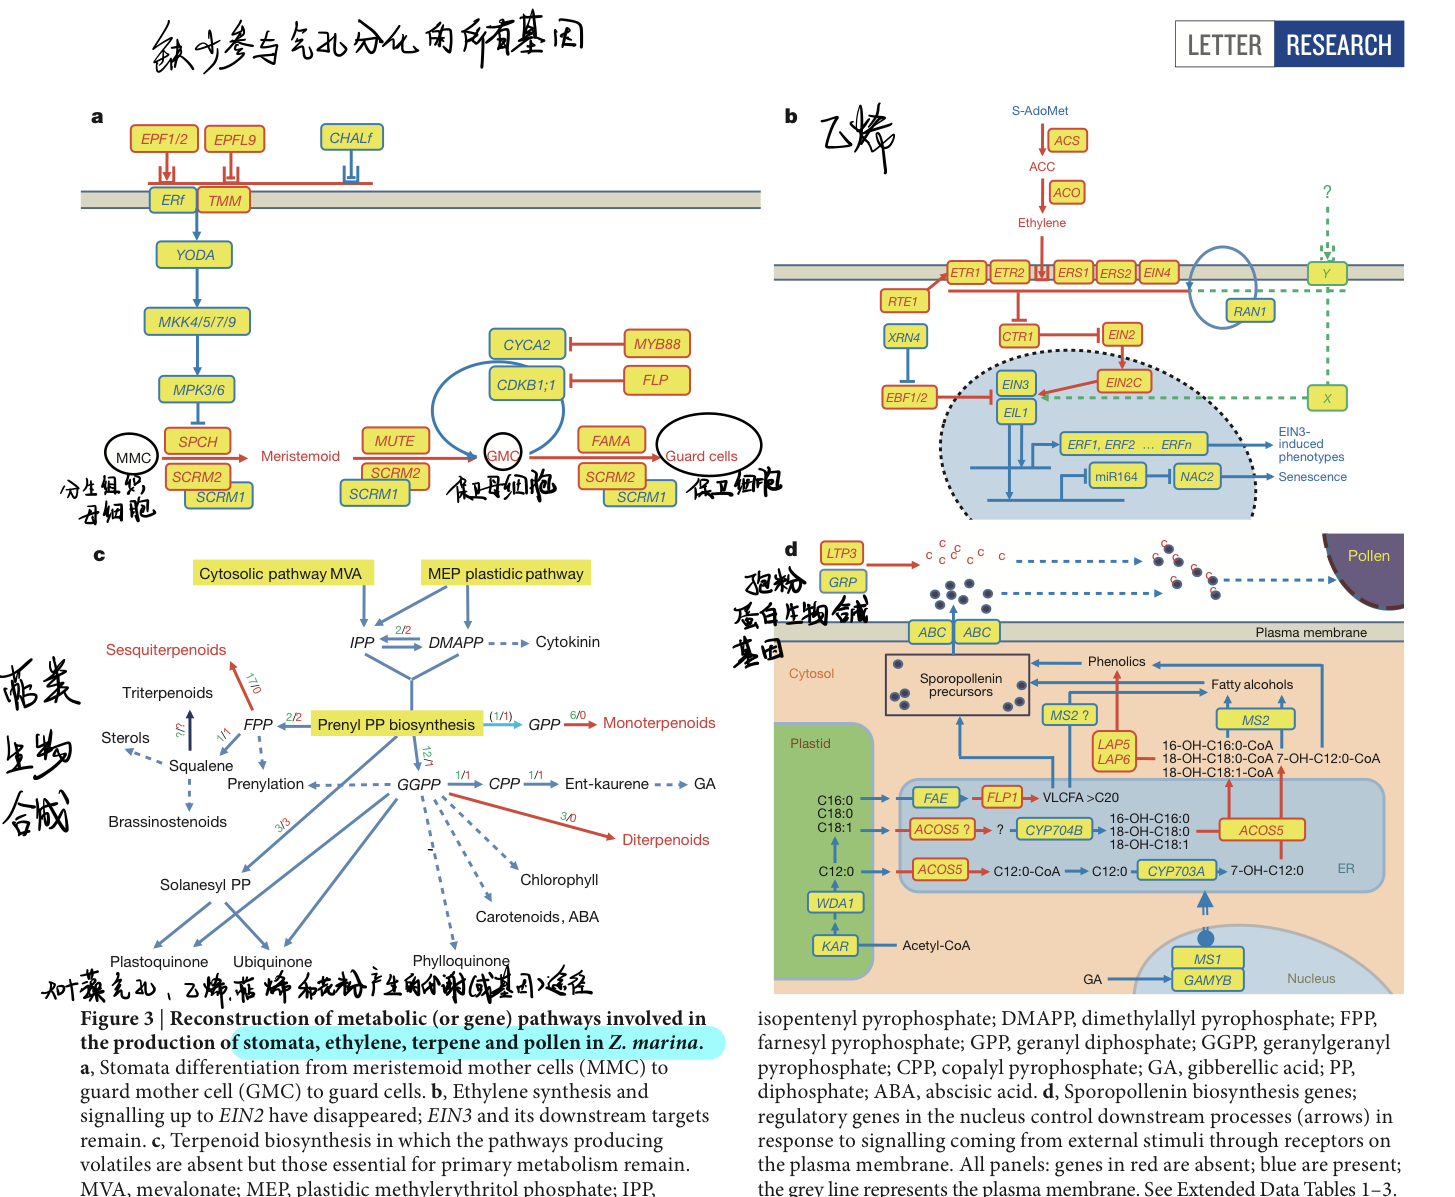 缺少参与气孔分化的所有基因
LETTER RESEARCH
a
EPF1/2
EPFL9
CHALf
ERf
TMM
YODA
MKK4/5/7/9
MPK3/6
CYCA2
MYB88
CDKB1;1
FLP
SPCH
MUTE
FAMA
MMC
Meristemoid
GMC
Guard cells
SCRM2
SCRM1
SCRM2
SCRM1
SCRM2
SCRM1
分生组织
母细胞
保卫母细胞
保卫细胞
b
乙烯
S-AdoMet
ACS
ACC
ACO
Ethylene
?
ETR1
ETR2
ERS1
ERS2
EIN4
Y
RTE1
RAN1
XRN4
CTR1
EIN2
EIN3
EIN2C
EBF1/2
X
EIL1
ERF1, ERF2 ... ERFn
EIN3-
induced
phenotypes
miR164
NAC2
Senescence
c
萜类
生物
合成
Cytosolic pathway MVA
MEP plastidic pathway
2/2
IPP
DMAPP
Cytokinin
Sesquiterpenoids
17/0
Triterpenoids
FPP
2/2
Prenyl PP biosynthesis
(1/1)
GPP
6/0
Monoterpenoids
Sterols
?/?
1/1
12/1
Squalene
Prenylation
GGPP
1/1
CPP
1/1
Ent-kaurene
GA
Brassinostenoids
3/3
3/0
Diterpenoids
Solanesyl PP
Chlorophyll
Carotenoids, ABA
Plastoquinone
Ubiquinone
Phylloquinone
d
孢粉
蛋白生物合成
基因
LTP3
GRP
c c c c c c c c c
c c c c c
Pollen
ABC
ABC
Plasma membrane
Cytosol
Sporopollenin
precursors
Phenolics
Fatty alcohols
MS2 ?
MS2
Plastid
LAP5
LAP6
16-OH-C16:0-CoA
18-OH-C18:0-CoA 7-OH-C12:0-CoA
18-OH-C18:1-CoA
C16:0
C18:0
C18:1
FAE
FLP1
VLCFA >C20
ACOS5 ?
?
CYP704B
16-OH-C16:0
18-OH-C18:0
18-OH-C18:1
ACOS5
C12:0
ACOS5
C12:0-CoA
C12:0
CYP703A
7-OH-C12:0
ER
WDA1
KAR
Acetyl-CoA
MS1
GA
GAMYB
Nucleus
气孔、乙烯、萜烯和花粉产生的代谢(或基因)途径
Figure 3 | Reconstruction of metabolic (or gene) pathways involved in
the production of stomata, ethylene, terpene and pollen in Z. marina.
a, Stomata differentiation from meristemoid mother cells (MMC) to
guard mother cell (GMC) to guard cells. b, Ethylene synthesis and
signalling up to EIN2 have disappeared; EIN3 and its downstream targets
remain. c, Terpenoid biosynthesis in which the pathways producing
volatiles are absent but those essential for primary metabolism remain.
MVA, mevalonate; MEP, plastidic methylerythritol phosphate; IPP,
isopentenyl pyrophosphate; DMAPP, dimethylallyl pyrophosphate; FPP,
farnesyl pyrophosphate; GPP, geranyl diphosphate; GGPP, geranylgeranyl
pyrophosphate; CPP, copalyl pyrophosphate; GA, gibberellic acid; PP,
diphosphate; ABA, abscisic acid. d, Sporopollenin biosynthesis genes;
regulatory genes in the nucleus control downstream processes (arrows) in
response to signalling coming from external stimuli through receptors on
the plasma membrane. All panels: genes in red are absent; blue are present;
the grey line represents the plasma membrane. See Extended Data Tables 1–3.